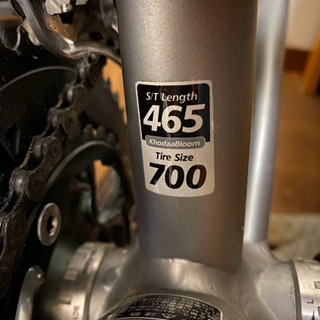 S/T Length
465
KhodaaBloom
Tire Size
700